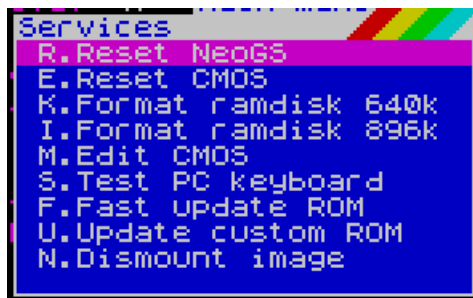 Services
R.Reset NeoGS
E.Reset CMOS
K.Format ramdisk 640k
I.Format ramdisk 896k
M.Edit CMOS
S.Test PC keyboard
F.Fast update ROM
U.Update custom ROM
N.Dismount image